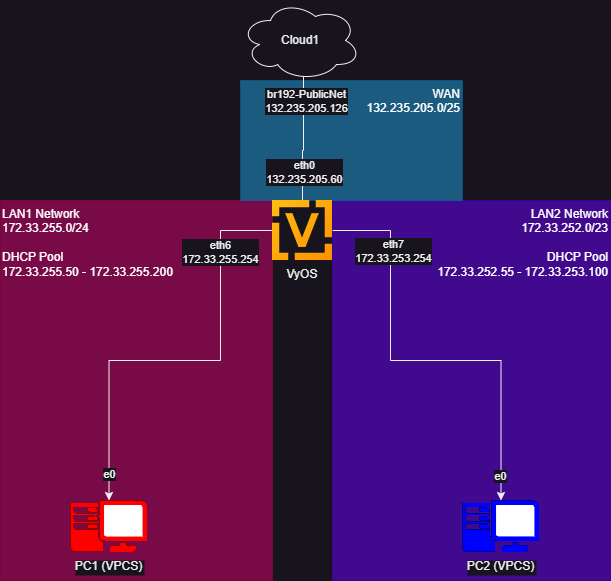 Cloud1
br192-PublicNet
132.235.205.126
WAN
132.235.205.0/25
eth0
132.235.205.60
LAN1 Network
172.33.255.0/24
DHCP Pool
172.33.255.50 - 172.33.255.200
eth6
172.33.255.254
V
VyOS
eth7
172.33.253.254
LAN2 Network
172.33.252.0/23
DHCP Pool
172.33.252.55 - 172.33.253.100
e0
PC1 (VPCS)
e0
PC2 (VPCS)